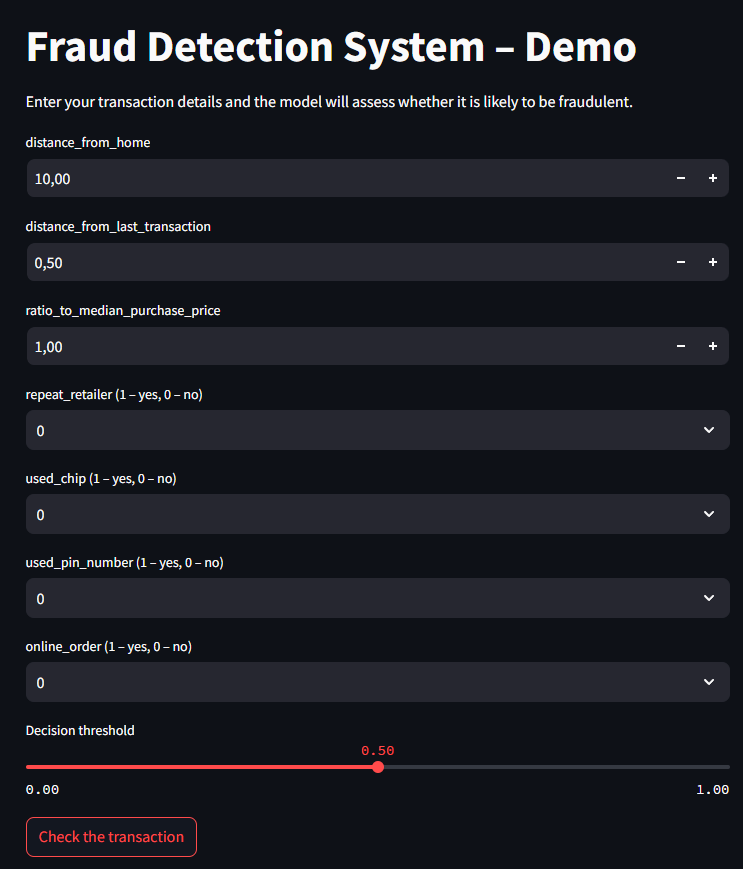 Fraud Detection System – Demo
Enter your transaction details and the model will assess whether it is likely to be fraudulent.
distance_from_home
10,00
distance_from_last_transaction
0,50
ratio_to_median_purchase_price
1,00
repeat_retailer (1 – yes, 0 – no)
0
used_chip (1 – yes, 0 – no)
0
used_pin_number (1 – yes, 0 – no)
0
online_order (1 – yes, 0 – no)
0
Decision threshold
0.50
0.00 1.00
Check the transaction